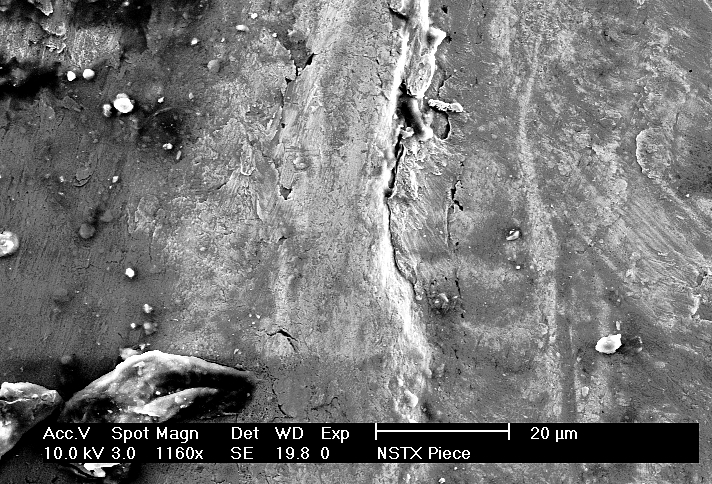 Acc.V Spot Magn Det WD Exp 20 µm
10.0 kV 3.0 1160x SE 19.8 0 NSTX Piece